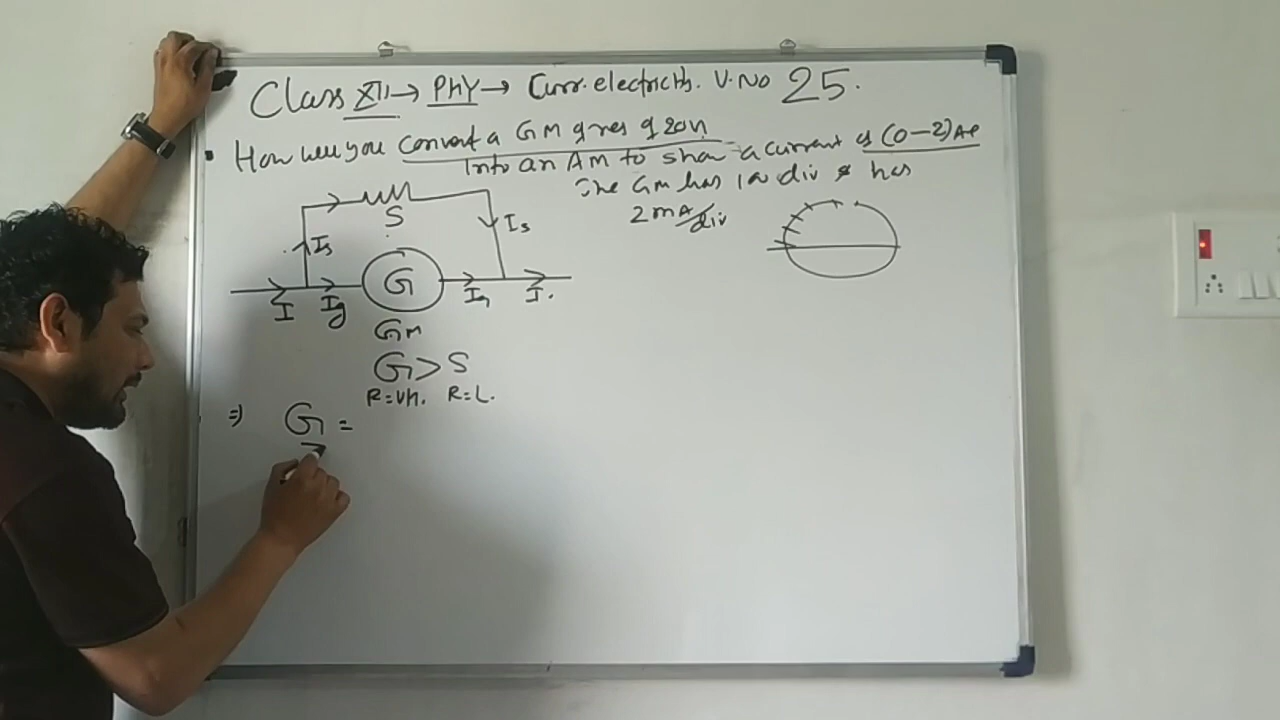 Class XII → PHY → Curr. electricity. V.No 25.
• How will you convert a GM of res of 20Ω
Into an AM to show a current of (0-2) Ap
The GM has 10 div & has
2mA/div
S
Is
Is
G
I
Ig
Ig
I.
GM
G > S
R=VH. R=L.
⇒ G =